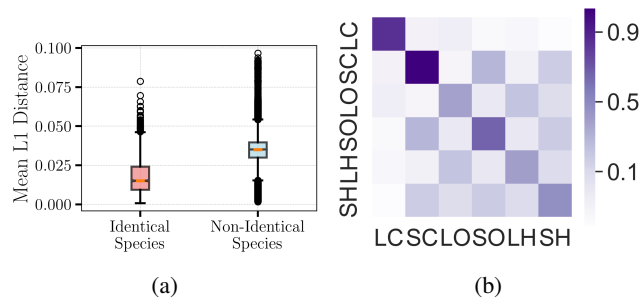 Mean L1 Distance
0.100
0.075
0.050
0.025
0.000
Identical
Species
Non-Identical
Species
(a)
SHLHSOLOSCLC
LCSCLOSOLHSH
0.9
0.5
0.1
(b)